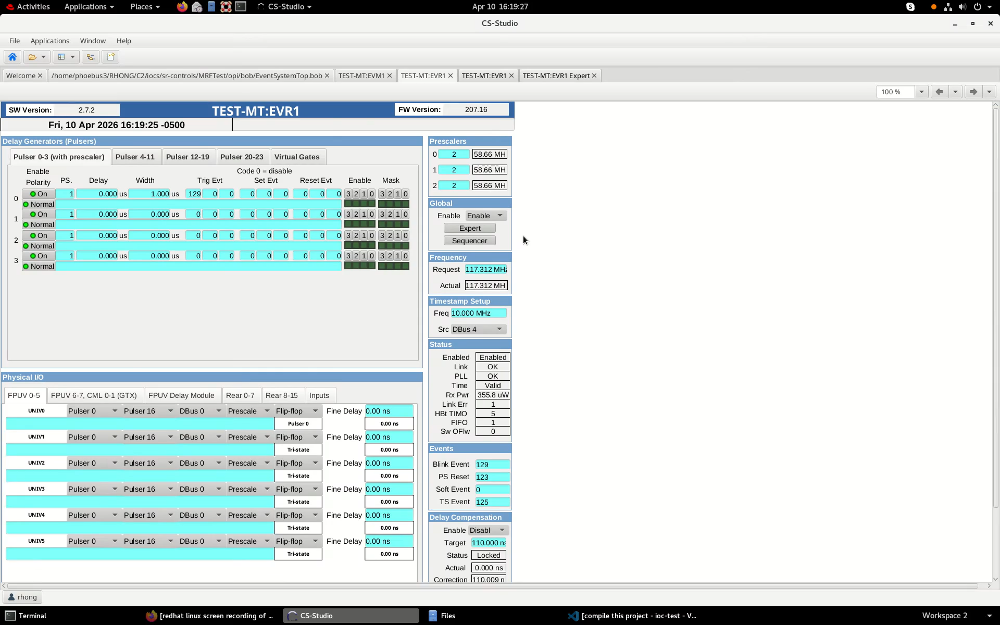 Activities Applications Places CS-Studio Apr 10 16:19:27
CS-Studio
File Applications Window Help
Welcome /home/phoebus3/RHONG/C2/iocs/sr-controls/MRFTest/opi/bob/EventSystemTop.bob TEST-MT:EVM1 TEST-MT:EVR1 TEST-MT:EVR1 TEST-MT:EVR1 Expert
100 %
SW Version: 2.7.2 TEST-MT:EVR1 FW Version: 207.16
Fri, 10 Apr 2026 16:19:25 -0500
Delay Generators (Pulsers)
Pulser 0-3 (with prescaler) Pulser 4-11 Pulser 12-19 Pulser 20-23 Virtual Gates
Enable Code 0 = disable
Polarity PS. Delay Width Trig Evt Set Evt Reset Evt Enable Mask
0 On 1 0.000 us 1.000 us 129 0 0 0 0 0 0 0 0 3 2 1 0 3 2 1 0
Normal
1 On 1 0.000 us 0.000 us 0 0 0 0 0 0 0 0 0 3 2 1 0 3 2 1 0
Normal
2 On 1 0.000 us 0.000 us 0 0 0 0 0 0 0 0 0 3 2 1 0 3 2 1 0
Normal
3 On 1 0.000 us 0.000 us 0 0 0 0 0 0 0 0 0 3 2 1 0 3 2 1 0
Normal
Physical I/O
FPUV 0-5 FPUV 6-7, CML 0-1 (GTX) FPUV Delay Module Rear 0-7 Rear 8-15 Inputs
UNIV0 Pulser 0 Pulser 16 DBus 0 Prescale Flip-flop Fine Delay 0.00 ns
Pulser 0 0.00 ns
UNIV1 Pulser 0 Pulser 16 DBus 0 Prescale Flip-flop Fine Delay 0.00 ns
Tri-state 0.00 ns
UNIV2 Pulser 0 Pulser 16 DBus 0 Prescale Flip-flop Fine Delay 0.00 ns
Tri-state 0.00 ns
UNIV3 Pulser 0 Pulser 16 DBus 0 Prescale Flip-flop Fine Delay 0.00 ns
Tri-state 0.00 ns
UNIV4 Pulser 0 Pulser 16 DBus 0 Prescale Flip-flop Fine Delay 0.00 ns
Tri-state 0.00 ns
UNIV5 Pulser 0 Pulser 16 DBus 0 Prescale Flip-flop Fine Delay 0.00 ns
Tri-state 0.00 ns
Prescalers
0 2 58.66 MH
1 2 58.66 MH
2 2 58.66 MH
Global
Enable Enable
Expert
Sequencer
Frequency
Request 117.312 MHz
Actual 117.312 MH
Timestamp Setup
Freq 10.000 MHz
Src DBus 4
Status
Enabled Enabled
Link OK
PLL OK
Time Valid
Rx Pwr 355.8 uW
Link Err 1
HBt TIMO 5
FIFO 1
Sw OFlw 0
Events
Blink Event 129
PS Reset 123
Soft Event 0
TS Event 125
Delay Compensation
Enable Disabl
Target 110.000 ns
Status Locked
Actual 0.000 ns
Correction 110.009 n
rhong
Terminal [redhat linux screen recording of ... CS-Studio Files [compile this project - ioc-test - V... Workspace 2